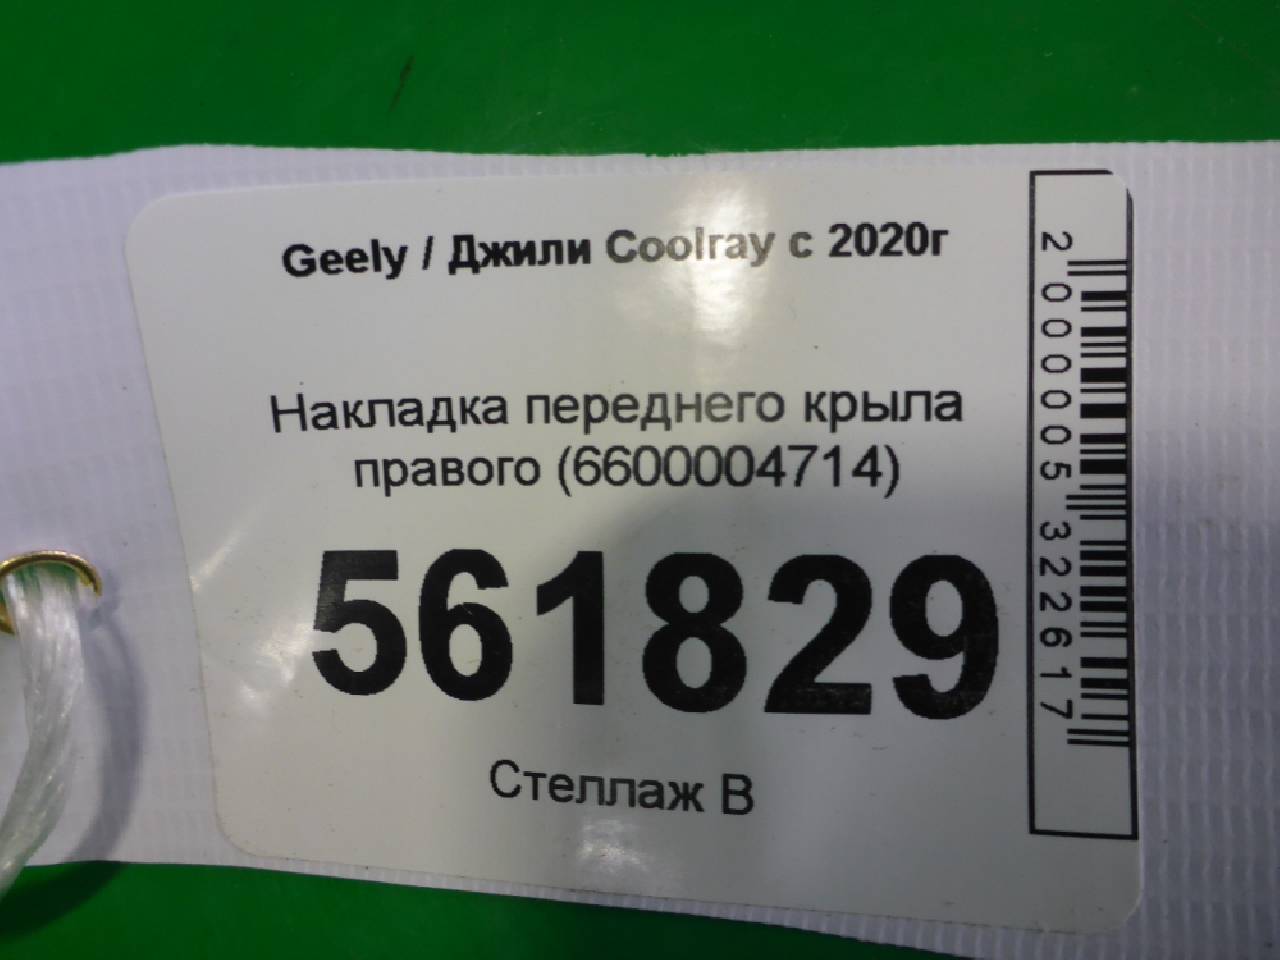 Geely / Джили Coolray с 2020г
Накладка переднего крыла
правого (6600004714)
561829
Стеллаж В
2000005322617